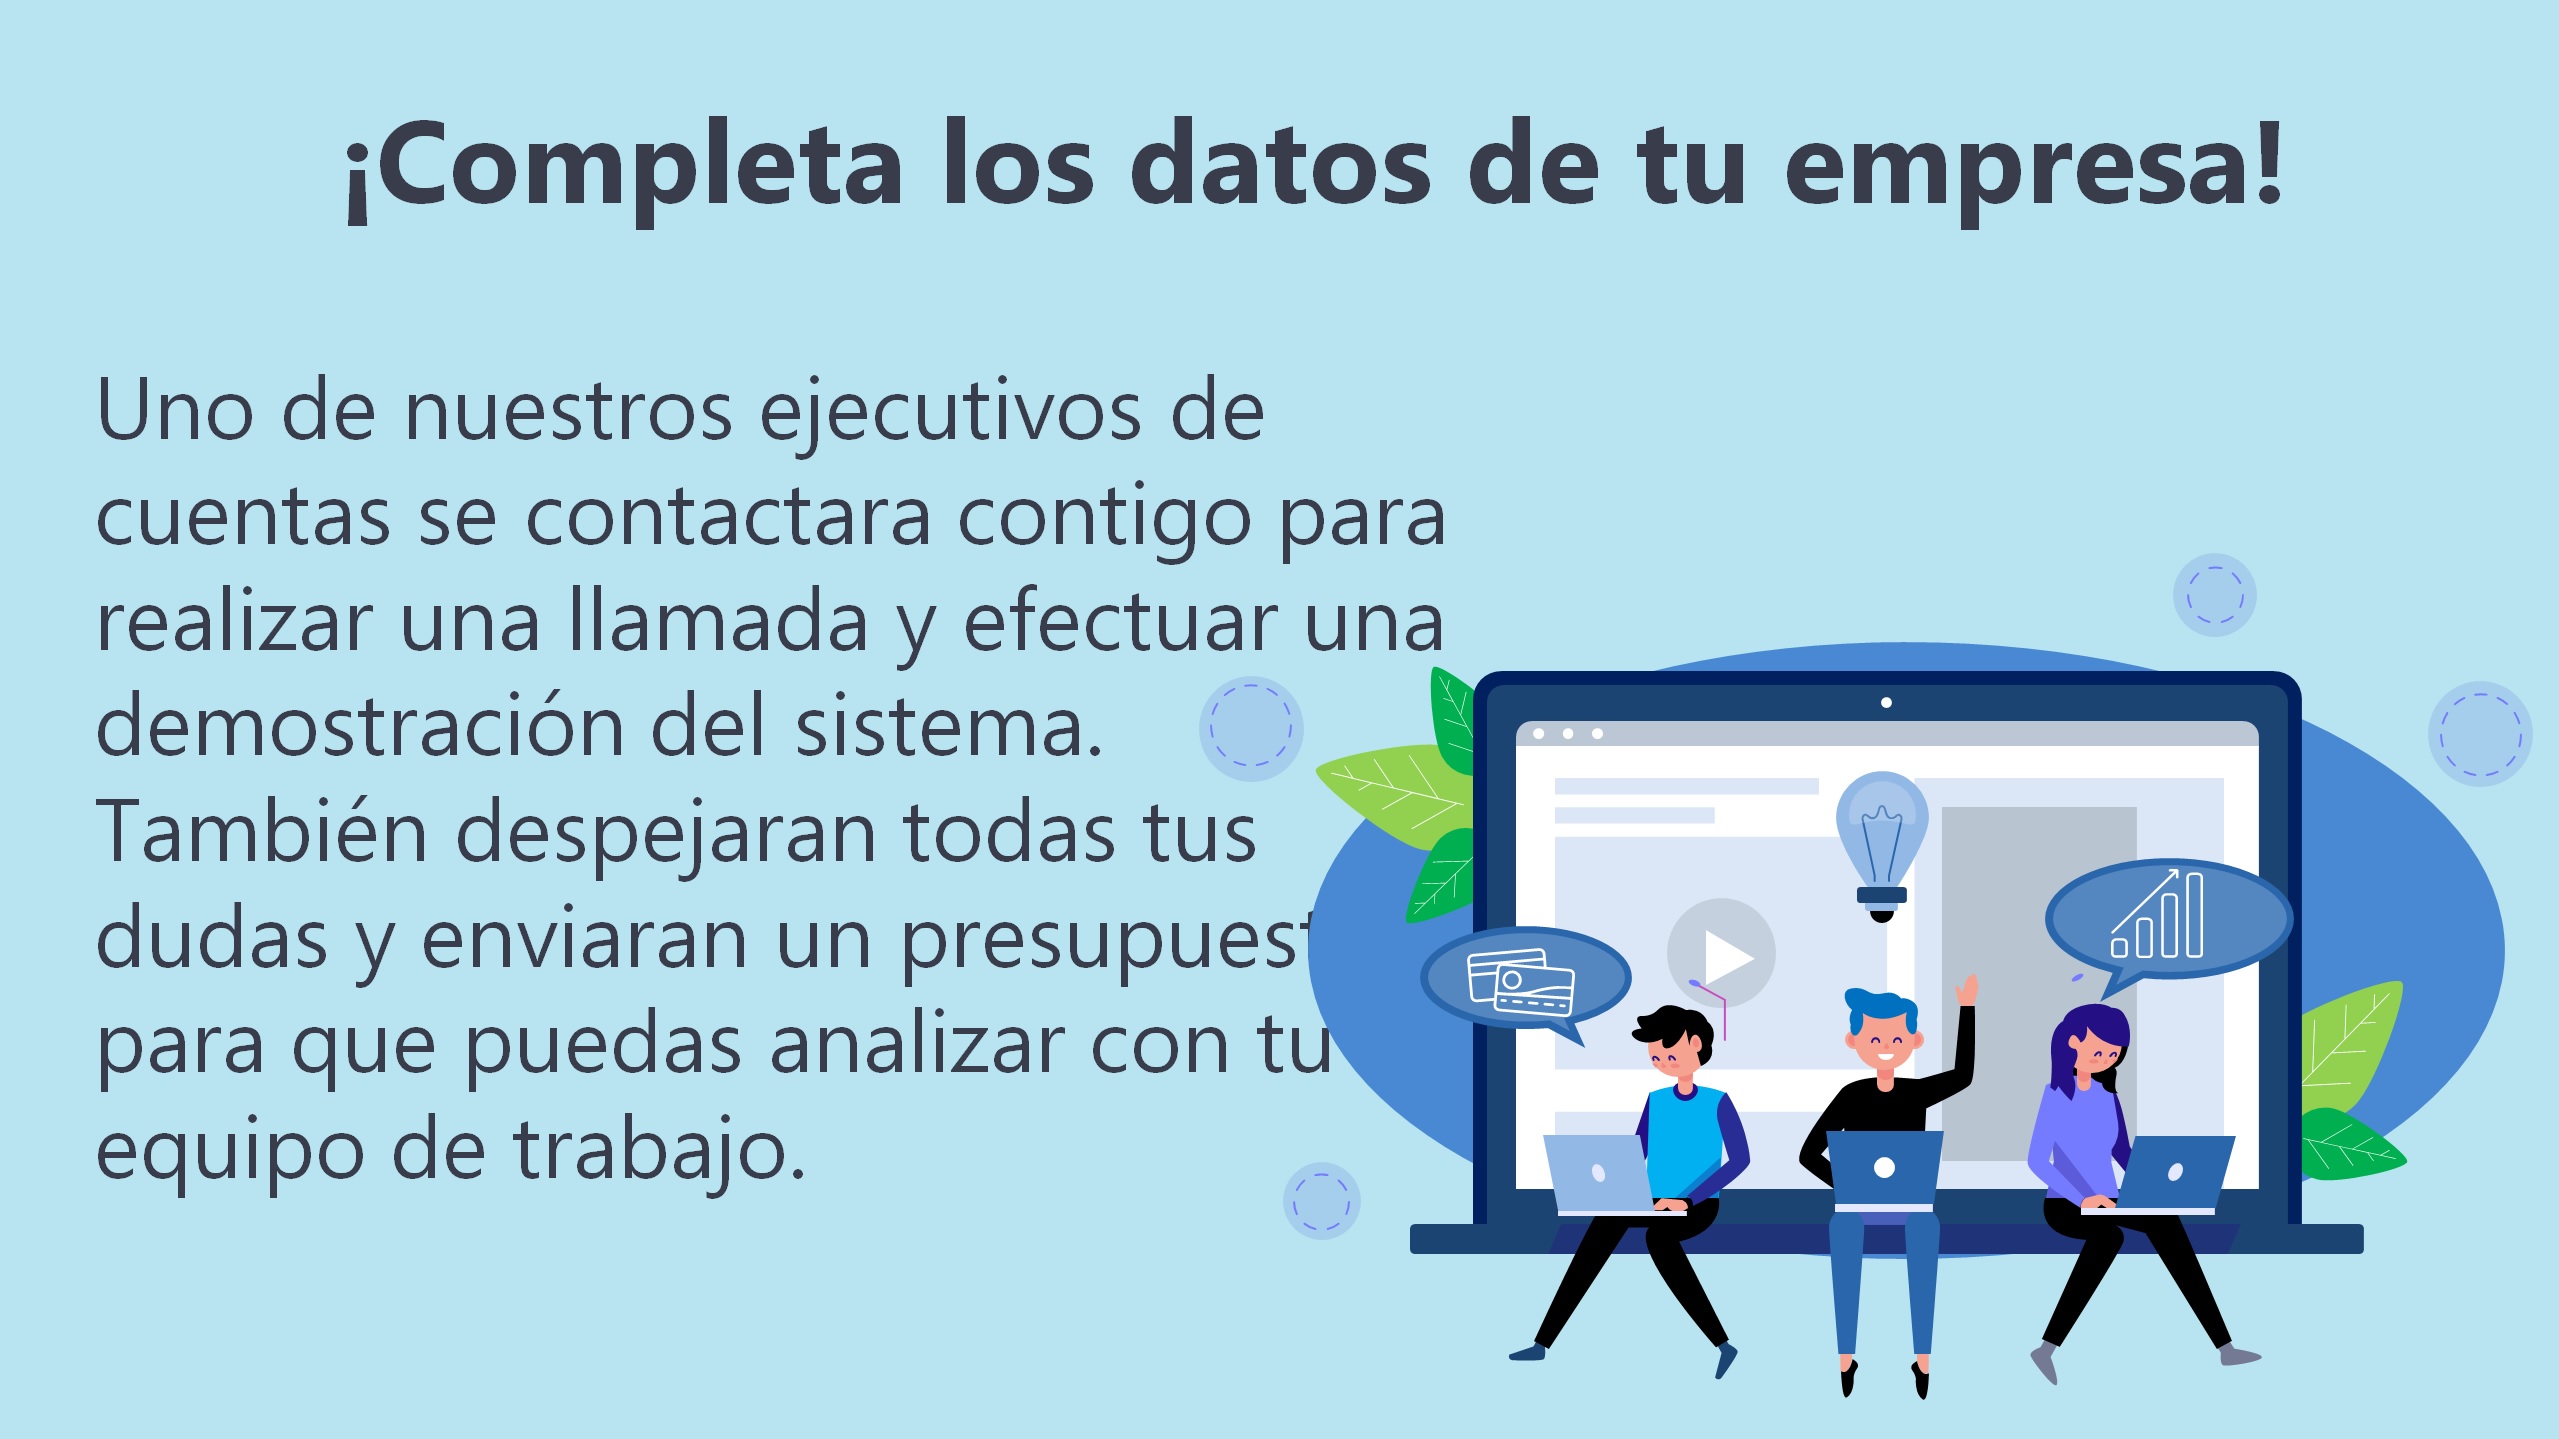 ¡Completa los datos de tu empresa!
Uno de nuestros ejecutivos de
cuentas se contactara contigo para
realizar una llamada y efectuar una
demostración del sistema.
También despejaran todas tus
dudas y enviaran un
para que puedas analizar con tu
equipo de trabajo.